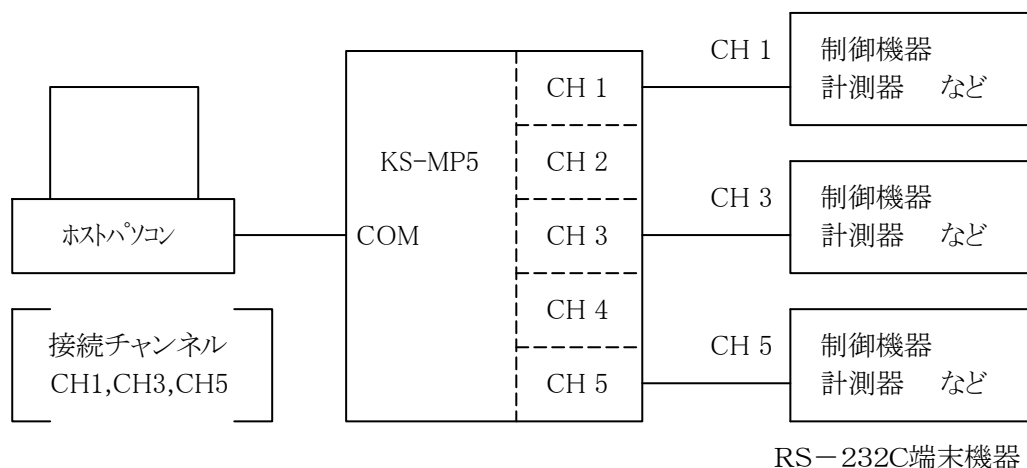 ホストパソコン
接続チャンネル
CH1,CH3,CH5
KS-MP5
COM
CH 1
CH 2
CH 3
CH 4
CH 5
CH 1
制御機器
計測器 など
CH 3
制御機器
計測器 など
CH 5
制御機器
計測器 など
RS－232C端末機器